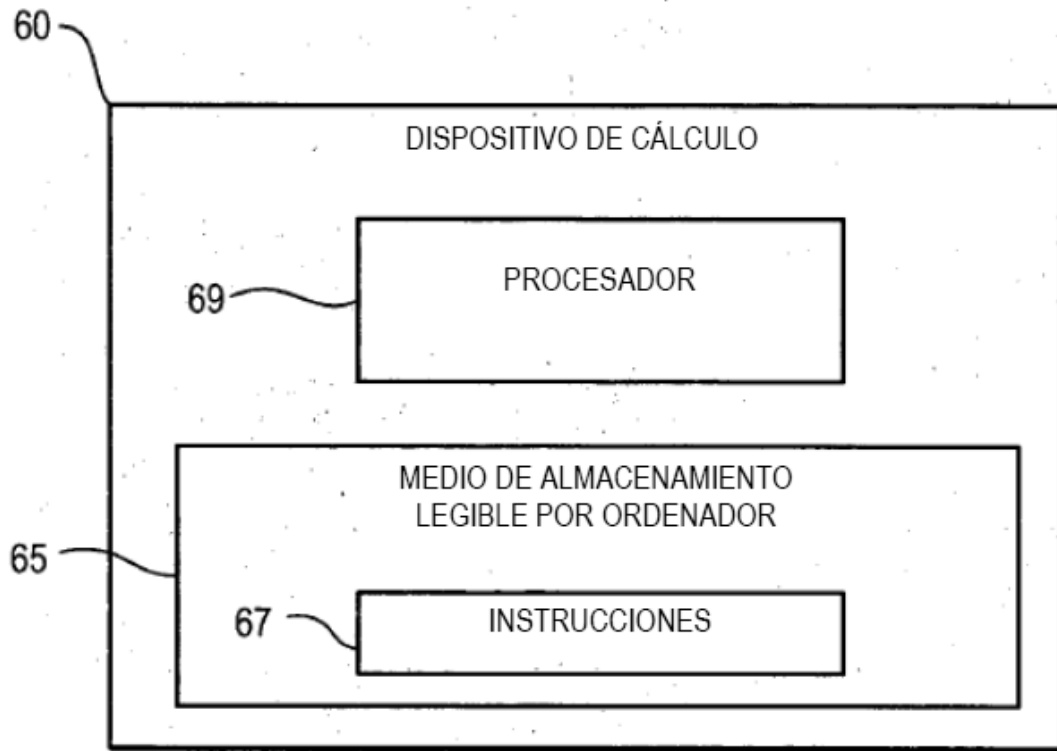 60
DISPOSITIVO DE CÁLCULO
PROCESADOR
69
MEDIO DE ALMACENAMIENTO
LEGIBLE POR ORDENADOR
65
INSTRUCCIONES
67